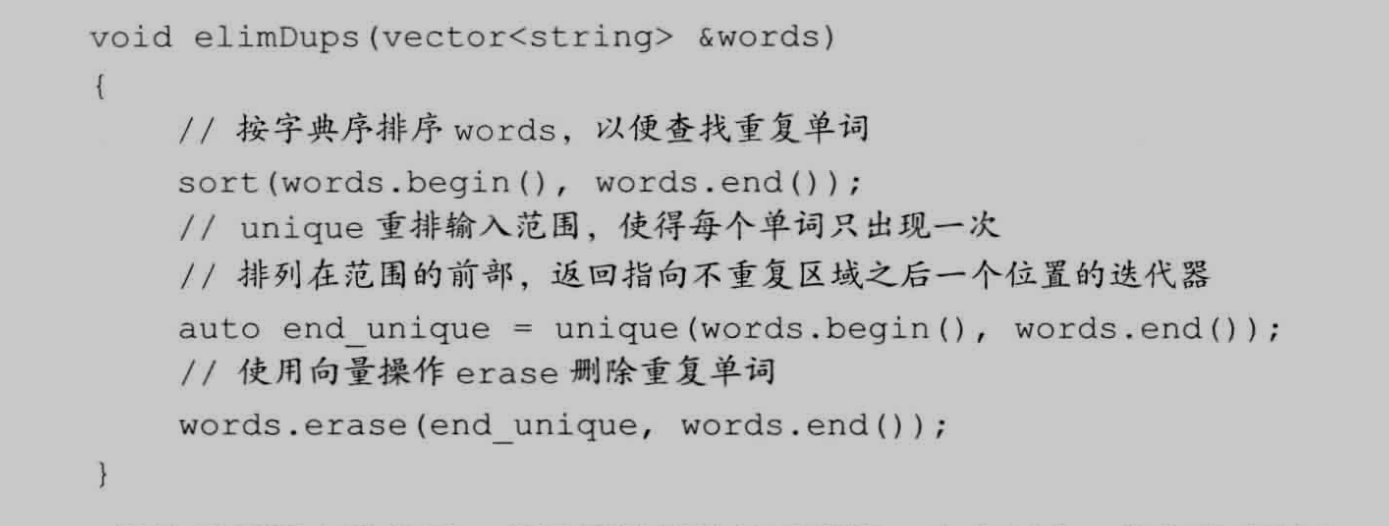 void elimDups(vector<string> &words)
{
    // 按字典序排序 words，以便查找重复单词
    sort(words.begin(), words.end());
    // unique 重排输入范围，使得每个单词只出现一次
    // 排列在范围的前部，返回指向不重复区域之后一个位置的迭代器
    auto end_unique = unique(words.begin(), words.end());
    // 使用向量操作 erase 删除重复单词
    words.erase(end_unique, words.end());
}